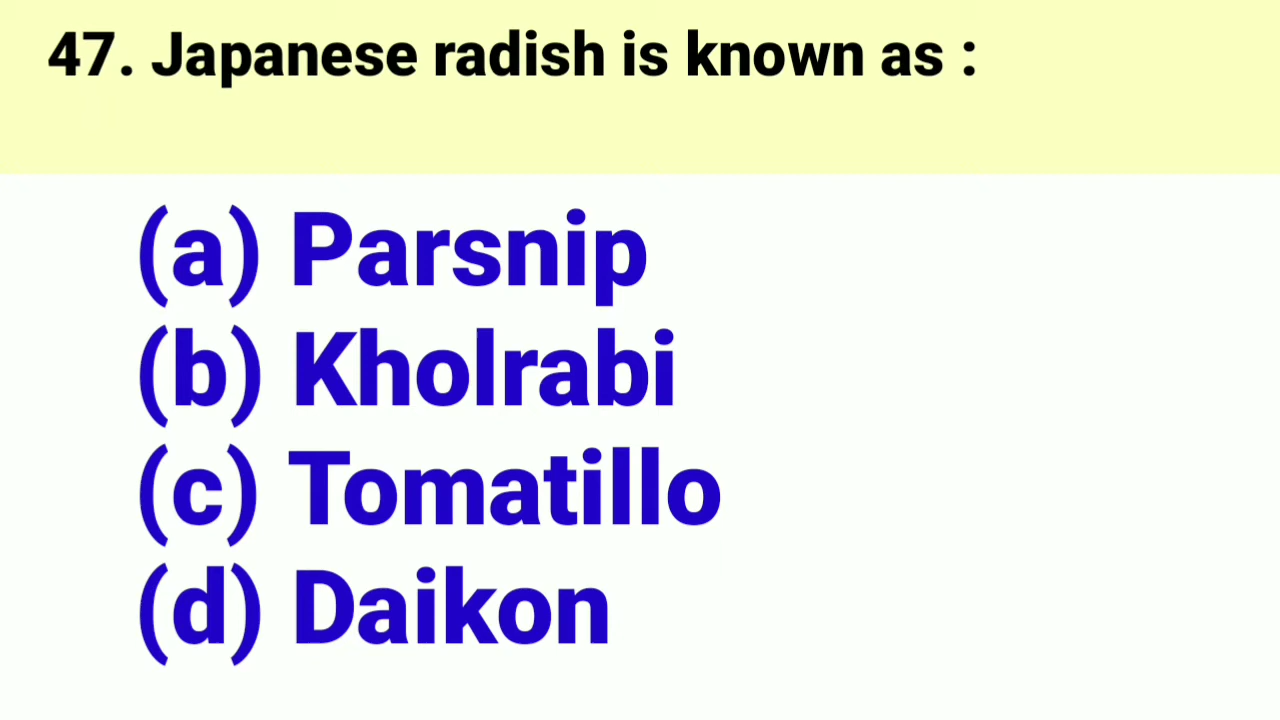 47. Japanese radish is known as :
(a) Parsnip
(b) Kholrabi
(c) Tomatillo
(d) Daikon